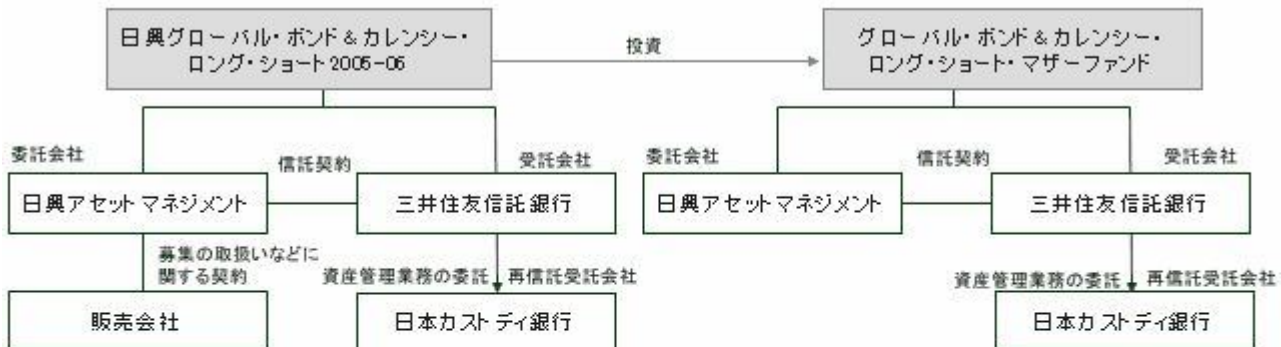 日興グローバル・ボンド＆カレンシー・
ロング・ショート2005-06
投資
グローバル・ボンド＆カレンシー・
ロング・ショート・マザーファンド
委託会社
信託契約
受託会社
日興アセットマネジメント
三井住友信託銀行
募集の取扱いなどに
関する契約
資産管理業務の委託
再信託受託会社
販売会社
日本カストディ銀行
委託会社
信託契約
受託会社
日興アセットマネジメント
三井住友信託銀行
資産管理業務の委託
再信託受託会社
日本カストディ銀行